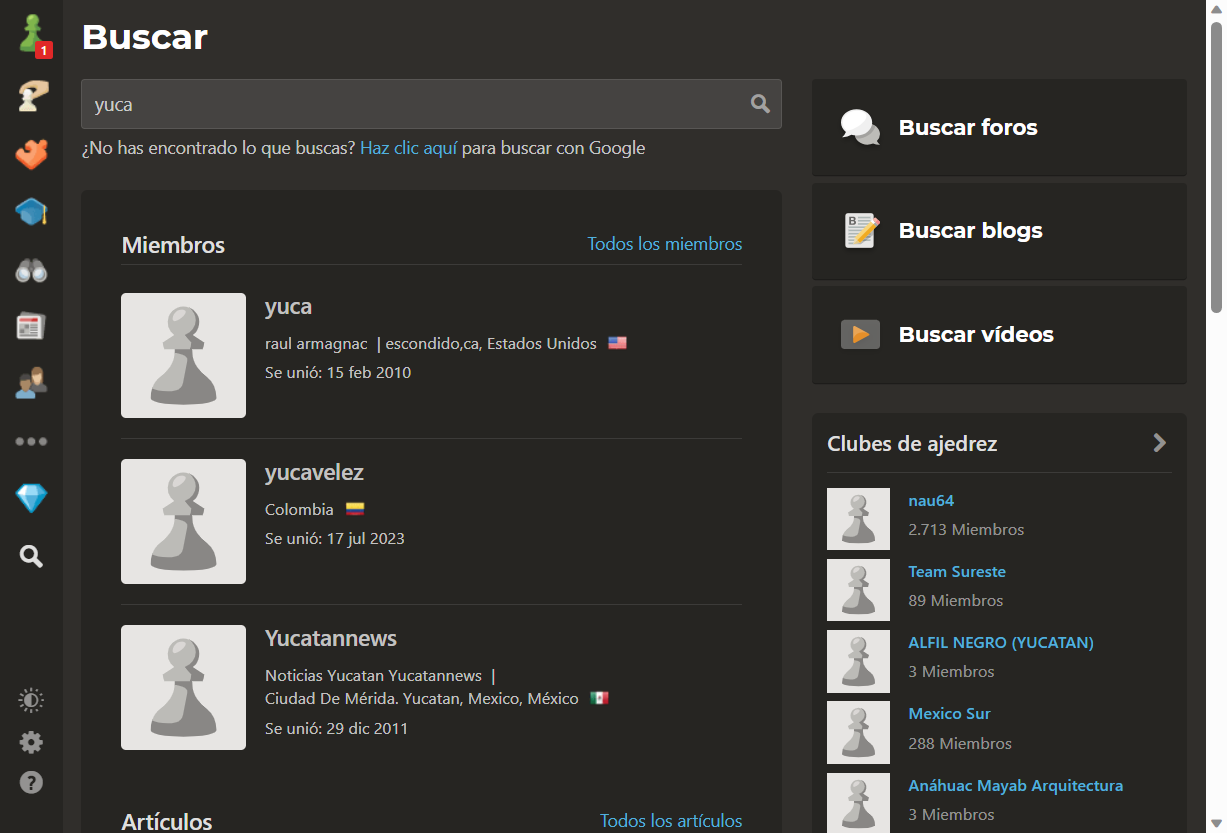 1
Buscar
yuca
¿No has encontrado lo que buscas? Haz clic aquí para buscar con Google
Miembros
Todos los miembros
yuca
raul armagnac | escondido,ca, Estados Unidos
Se unió: 15 feb 2010
yucavelez
Colombia
Se unió: 17 jul 2023
Yucatannews
Noticias Yucatan Yucatannews |
Ciudad De Mérida. Yucatan, Mexico, México
Se unió: 29 dic 2011
Artículos
Todos los artículos
Buscar foros
B
Buscar blogs
Buscar vídeos
Clubes de ajedrez
nau64
2.713 Miembros
Team Sureste
89 Miembros
ALFIL NEGRO (YUCATAN)
3 Miembros
Mexico Sur
288 Miembros
Anáhuac Mayab Arquitectura
3 Miembros
?